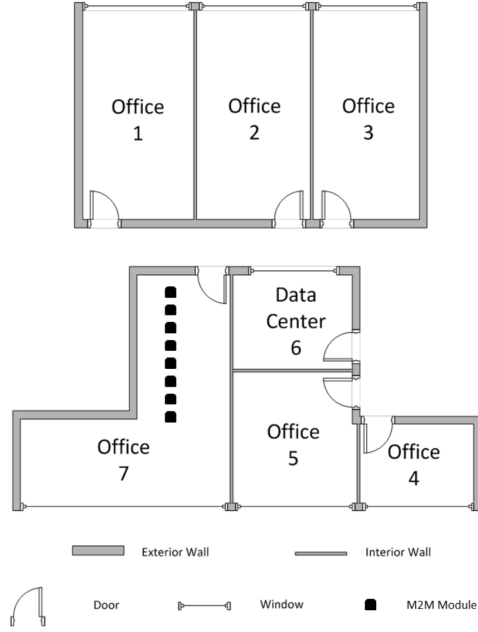 Office
1
Office
2
Office
3
Data
Center
6
Office
7
Office
5
Office
4
Exterior Wall
Interior Wall
Door
Window
M2M Module